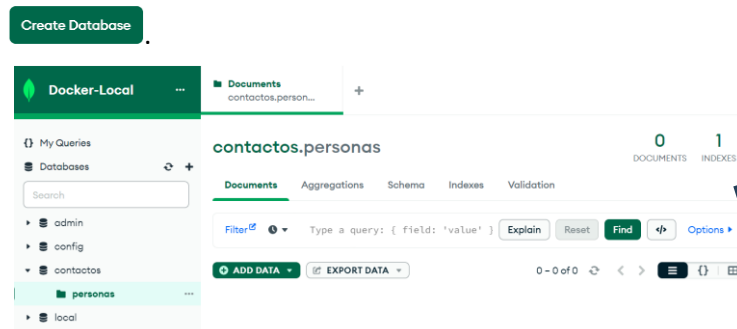 Create Database .
Docker-Local ...
Documents
contactos.person...
+
{} My Queries
Databases
+
Search
admin
config
contactos
personas ...
local
contactos.personas
0
DOCUMENTS
1
INDEXES
Documents Aggregations Schema Indexes Validation
Filter Type a query: { field: 'value' } Explain Reset Find </> Options
ADD DATA EXPORT DATA 0 – 0 of 0 < > {}